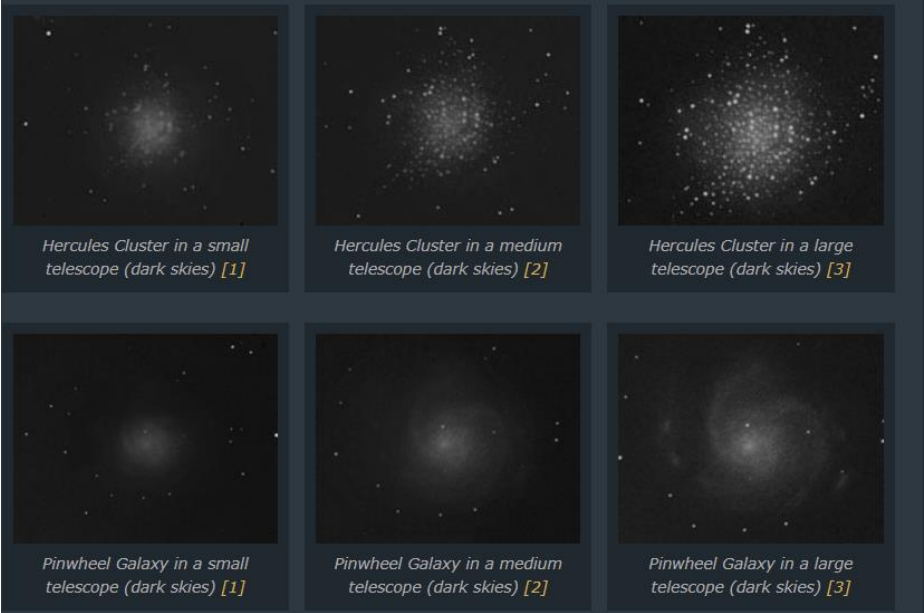 Hercules Cluster in a small
telescope (dark skies) [1]
Hercules Cluster in a medium
telescope (dark skies) [2]
Hercules Cluster in a large
telescope (dark skies) [3]
Pinwheel Galaxy in a small
telescope (dark skies) [1]
Pinwheel Galaxy in a medium
telescope (dark skies) [2]
Pinwheel Galaxy in a large
telescope (dark skies) [3]